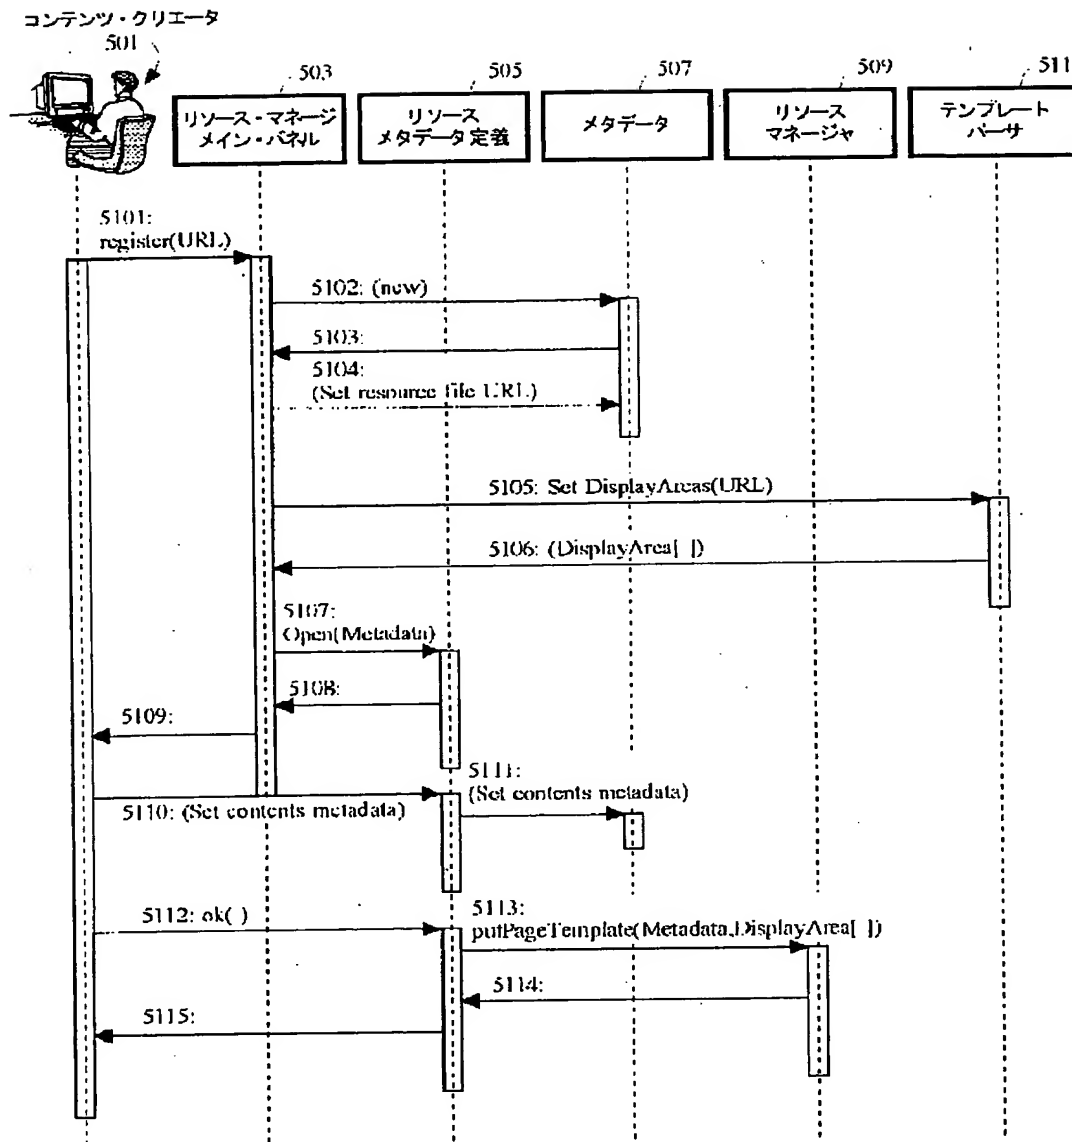 コンテンツ・クリエータ
501
503
505
507
509
511
リソース・マネージ
メイン・パネル
リソース
メタデータ定義
メタデータ
リソース
マネージャ
テンプレート
パーサ
5101:
register(URL)
5102: (new)
5103:
5104:
(Set resource file URL)
5105: Set DisplayAreas(URL)
5106: (DisplayArea[ ])
5107:
Open(Metadata)
5108:
5109:
5110: (Set contents metadata)
5111:
(Set contents metadata)
5112: ok( )
5113:
putPageTemplate(Metadata,DisplayArea[ ])
5114:
5115: